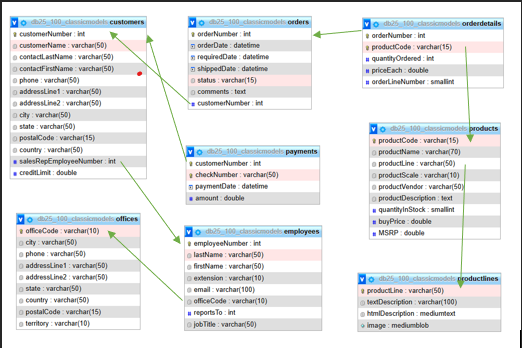 db25_100_classicmodels customers
customerNumber : int
customerName : varchar(50)
contactLastName : varchar(50)
contactFirstName : varchar(50)
phone : varchar(50)
addressLine1 : varchar(50)
addressLine2 : varchar(50)
city : varchar(50)
state : varchar(50)
postalCode : varchar(15)
country : varchar(50)
salesRepEmployeeNumber : int
creditLimit : double
db25_100_classicmodels orders
orderNumber : int
orderDate : datetime
requiredDate : datetime
shippedDate : datetime
status : varchar(15)
comments : text
customerNumber : int
db25_100_classicmodels orderdetails
orderNumber : int
productCode : varchar(15)
quantityOrdered : int
priceEach : double
orderLineNumber : smallint
db25_100_classicmodels payments
customerNumber : int
checkNumber : varchar(50)
paymentDate : datetime
amount : double
db25_100_classicmodels products
productCode : varchar(15)
productName : varchar(70)
productLine : varchar(50)
productScale : varchar(10)
productVendor : varchar(50)
productDescription : text
quantityInStock : smallint
buyPrice : double
MSRP : double
db25_100_classicmodels offices
officeCode : varchar(10)
city : varchar(50)
phone : varchar(50)
addressLine1 : varchar(50)
addressLine2 : varchar(50)
state : varchar(50)
country : varchar(50)
postalCode : varchar(15)
territory : varchar(10)
db25_100_classicmodels employees
employeeNumber : int
lastName : varchar(50)
firstName : varchar(50)
extension : varchar(10)
email : varchar(100)
officeCode : varchar(10)
reportsTo : int
jobTitle : varchar(50)
db25_100_classicmodels productlines
productLine : varchar(50)
textDescription : varchar(100)
htmlDescription : mediumtext
image : mediumblob